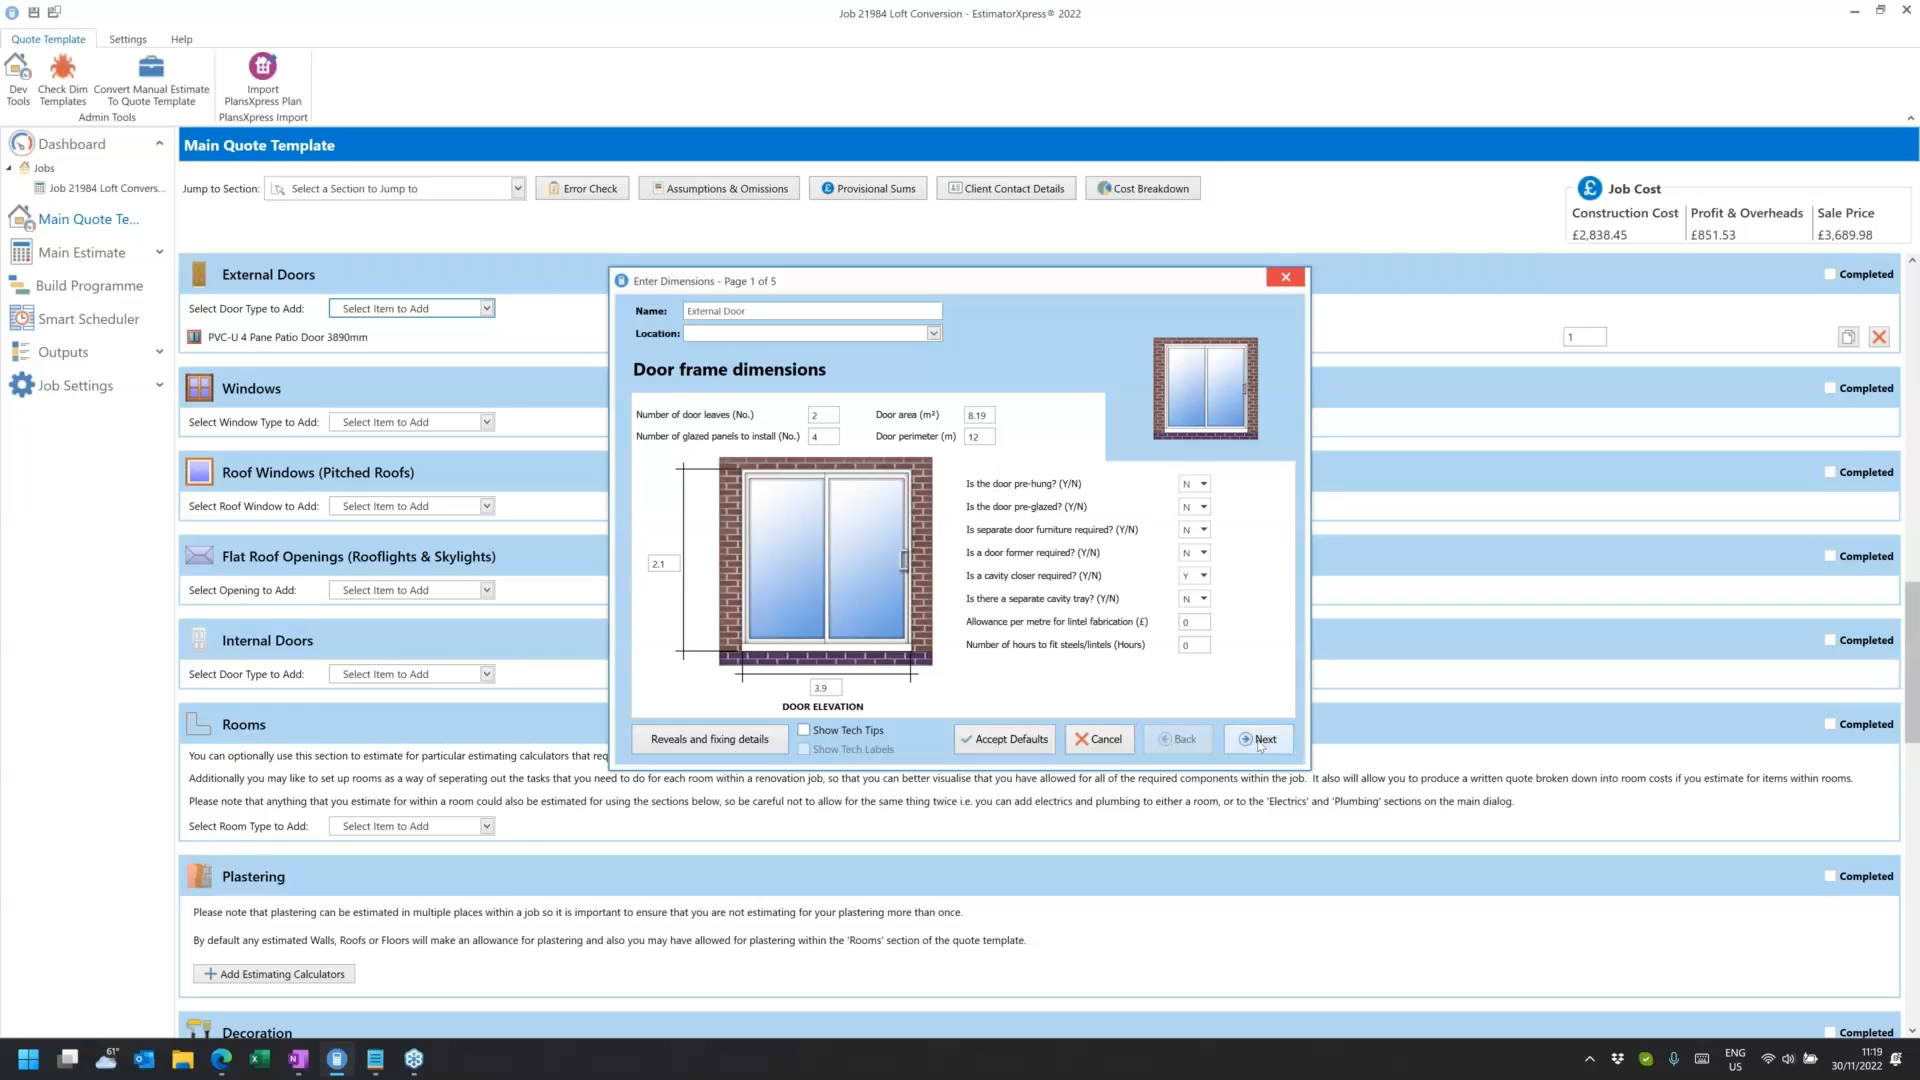 Job 21984 Loft Conversion - EstimatorXpress® 2022
Quote Template Settings Help
Dev Tools
Check Dim Templates
Convert Manual Estimate To Quote Template
Import PlansXpress Plan
Admin Tools
PlansXpress Import
Dashboard
Jobs
Job 21984 Loft Convers...
Main Quote Te...
Main Estimate
Build Programme
Smart Scheduler
Outputs
Job Settings
Main Quote Template
Jump to Section: Select a Section to Jump to Error Check Assumptions & Omissions Provisional Sums Client Contact Details Cost Breakdown
Job Cost
Construction Cost Profit & Overheads Sale Price
£2,838.45 £851.53 £3,689.98
External Doors Completed
Select Door Type to Add: Select Item to Add
PVC-U 4 Pane Patio Door 3890mm 1
Windows Completed
Select Window Type to Add: Select Item to Add
Roof Windows (Pitched Roofs) Completed
Select Roof Window to Add: Select Item to Add
Flat Roof Openings (Rooflights & Skylights) Completed
Select Opening to Add: Select Item to Add
Internal Doors Completed
Select Door Type to Add: Select Item to Add
Rooms Completed
You can optionally use this section to estimate for particular estimating calculators that req
Additionally you may like to set up rooms as a way of seperating out the tasks that you need to do for each room within a renovation job, so that you can better visualise that you have allowed for all of the required components within the job. It also will allow you to produce a written quote broken down into room costs if you estimate for items within rooms.
Please note that anything that you estimate for within a room could also be estimated for using the sections below, so be careful not to allow for the same thing twice i.e. you can add electrics and plumbing to either a room, or to the 'Electrics' and 'Plumbing' sections on the main dialog.
Select Room Type to Add: Select Item to Add
Plastering Completed
Please note that plastering can be estimated in multiple places within a job so it is important to ensure that you are not estimating for your plastering more than once.
By default any estimated Walls, Roofs or Floors will make an allowance for plastering and also you may have allowed for plastering within the 'Rooms' section of the quote template.
Add Estimating Calculators
Decoration Completed
Enter Dimensions - Page 1 of 5
Name: External Door
Location:
Door frame dimensions
Number of door leaves (No.) 2 Door area (m²) 8.19
Number of glazed panels to install (No.) 4 Door perimeter (m) 12
Is the door pre-hung? (Y/N) N
Is the door pre-glazed? (Y/N) N
Is separate door furniture required? (Y/N) N
Is a door former required? (Y/N) N
Is a cavity closer required? (Y/N) Y
Is there a separate cavity tray? (Y/N) N
Allowance per metre for lintel fabrication (£) 0
Number of hours to fit steels/lintels (Hours) 0
2.1
3.9
DOOR ELEVATION
Reveals and fixing details
Show Tech Tips
Show Tech Labels
Accept Defaults Cancel Back Next
61°
ENG
US
11:19
30/11/2022